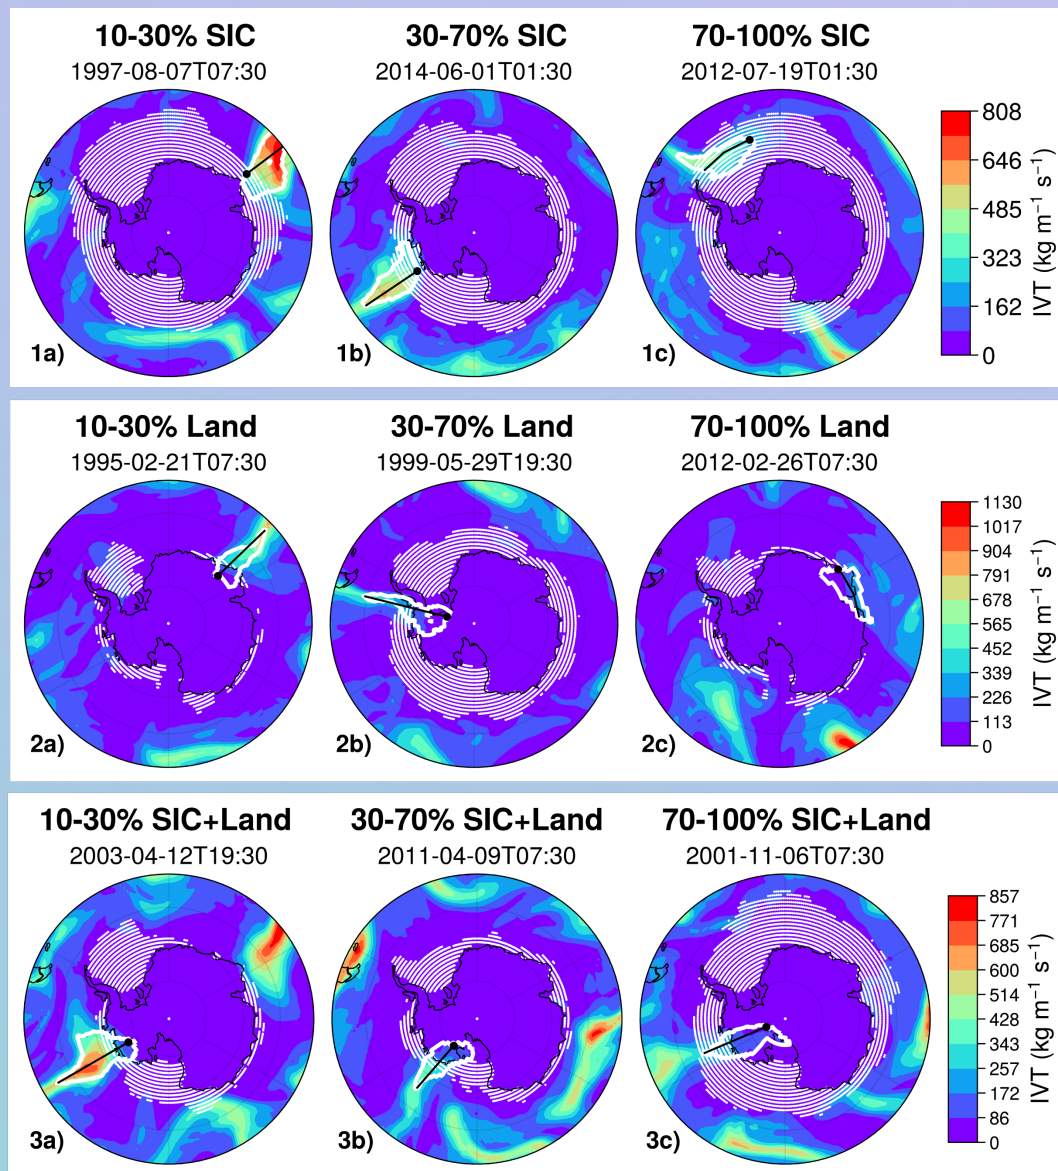 10-30% SIC
30-70% SIC
70-100% SIC
1997-08-07T07:30
2014-06-01T01:30
2012-07-19T01:30
808
646
485
323
162
0
IVT (kg m⁻¹ s⁻¹)
1a)
1b)
1c)
10-30% Land
30-70% Land
70-100% Land
1995-02-21T07:30
1999-05-29T19:30
2012-02-26T07:30
1130
1017
904
791
678
565
452
339
226
113
0
IVT (kg m⁻¹ s⁻¹)
2a)
2b)
2c)
10-30% SIC+Land
30-70% SIC+Land
70-100% SIC+Land
2003-04-12T19:30
2011-04-09T07:30
2001-11-06T07:30
857
771
685
600
514
428
343
257
172
86
0
IVT (kg m⁻¹ s⁻¹)
3a)
3b)
3c)